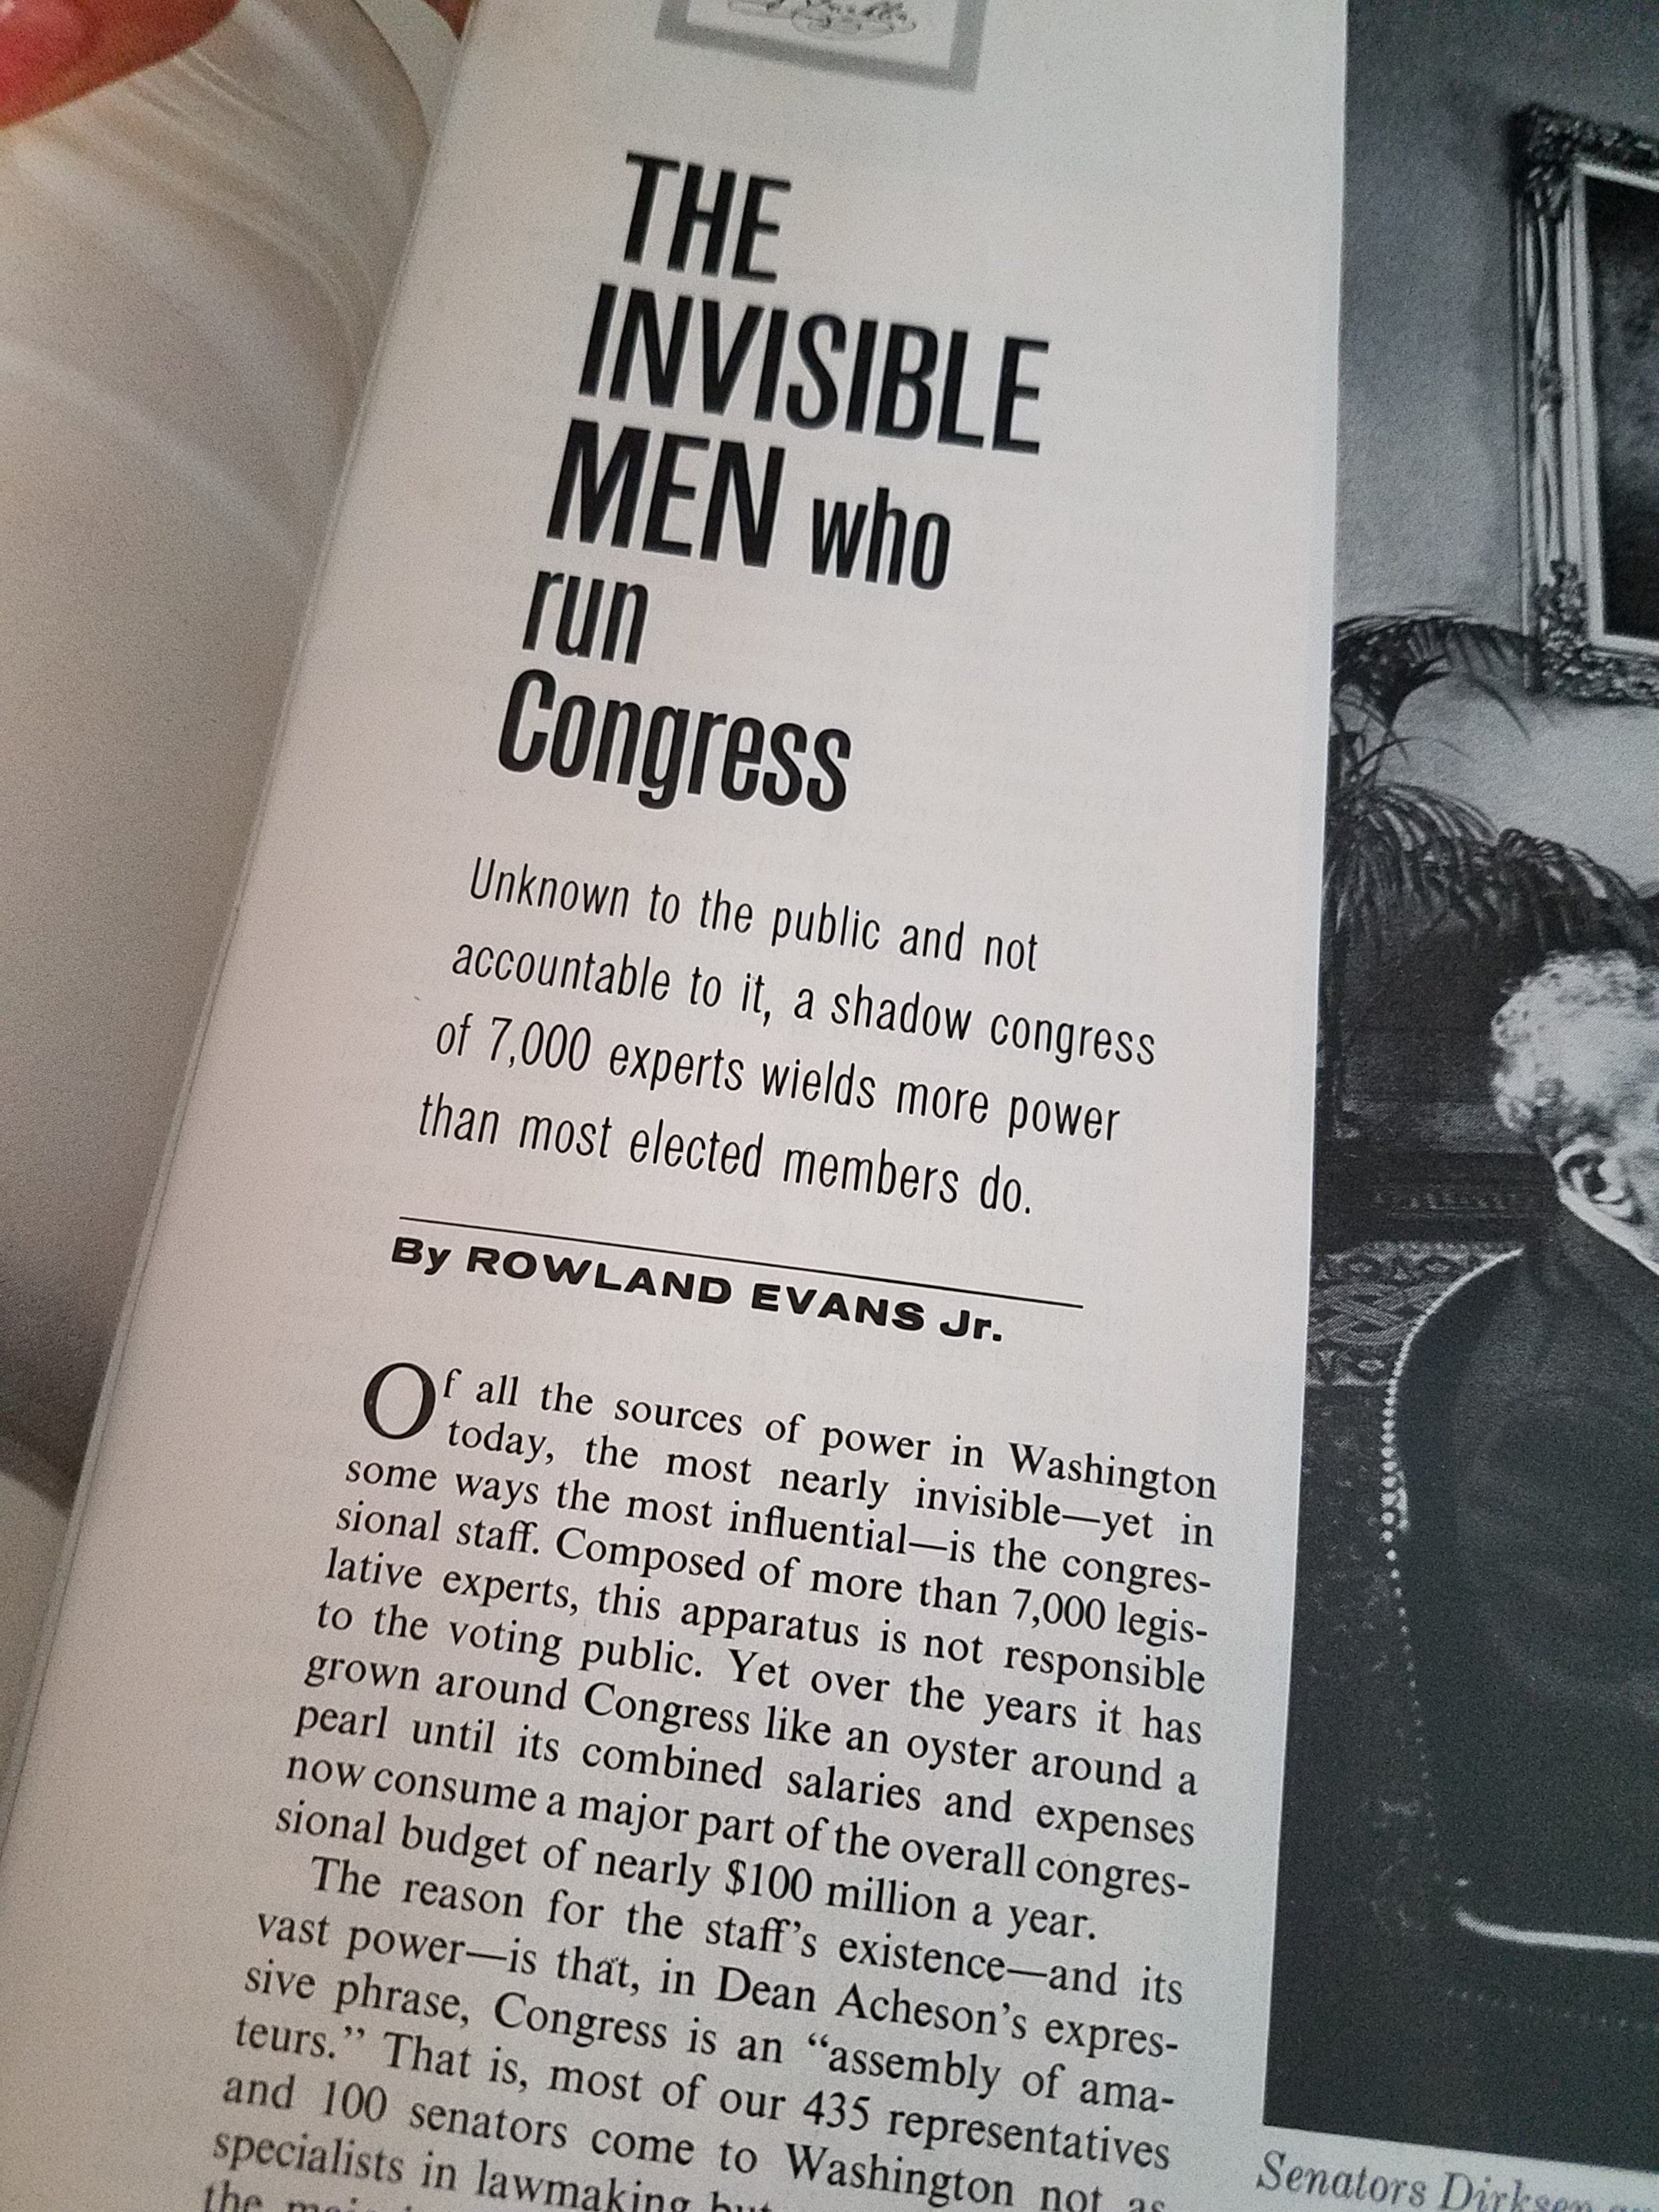 THE
INVISIBLE
MEN who
run
Congress
Unknown to the public and not
accountable to it, a shadow congress
of 7,000 experts wields more power
than most elected members do.
By ROWLAND EVANS Jr.
Of all the sources of power in Washington
today, the most nearly invisible—yet in
some ways the most influential—is the congres-
sional staff. Composed of more than 7,000 legis-
lative experts, this apparatus is not responsible
to the voting public. Yet over the years it has
grown around Congress like an oyster around a
pearl until its combined salaries and expenses
now consume a major part of the overall congres-
sional budget of nearly $100 million a year.
The reason for the staff's existence—and its
vast power—is that, in Dean Acheson's expres-
sive phrase, Congress is an “assembly of ama-
teurs.” That is, most of our 435 representatives
and 100 senators come to Washington not as
specialists in lawmaking but
the
Senators Dirksen